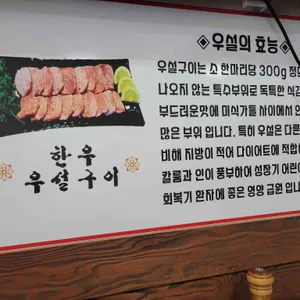 ◈우설의 효능◈
우설구이는 소 한마리당 300g 정
나오지 않는 특수부위로 독특한 식감
부드러운맛에 미식가들 사이에서 인
많은 부위 입니다. 특히 우설은 다른
비해 지방이 적어 다이어트에 적합
칼륨과 인이 풍부하여 성장기 어린
회복기 환자에 좋은 영양 급원 입니
한우
우설구이